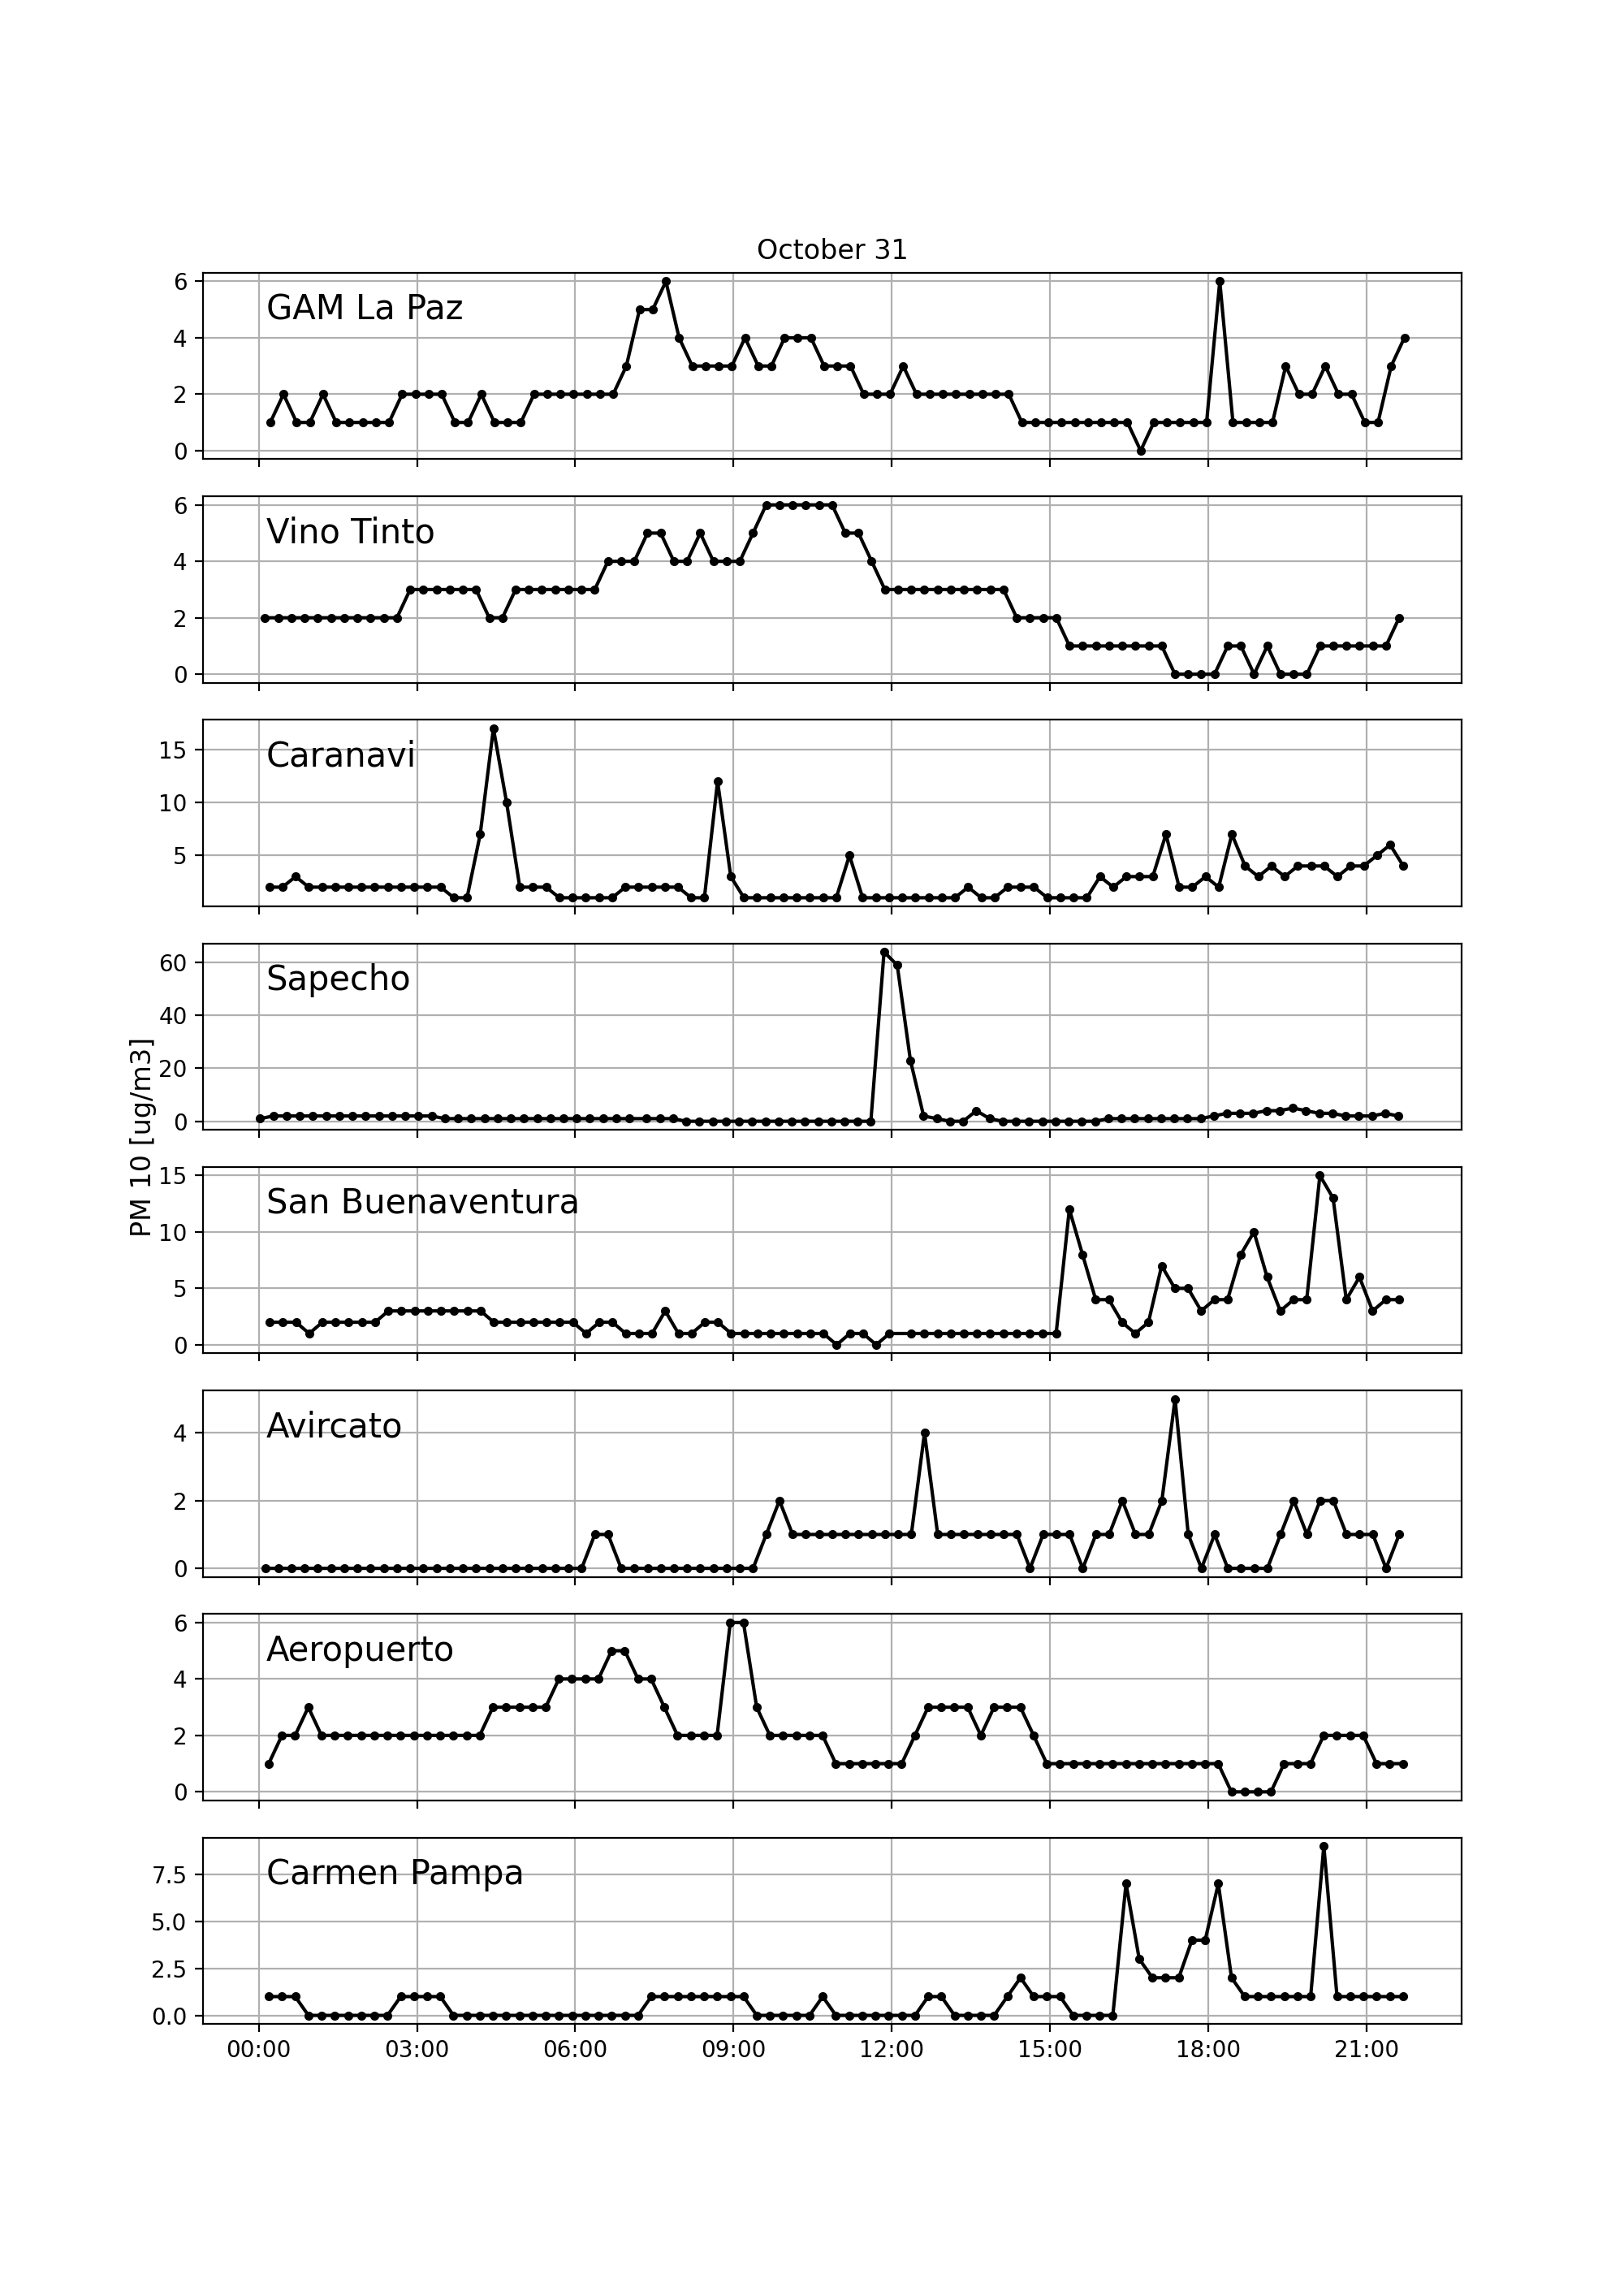 October 31
6
4
2
0
GAM La Paz
6
4
2
0
Vino Tinto
15
10
5
Caranavi
60
40
20
0
Sapecho
PM 10 [ug/m3]
15
10
5
0
San Buenaventura
4
2
0
Avircato
6
4
2
0
Aeropuerto
7.5
5.0
2.5
0.0
Carmen Pampa
00:00 03:00 06:00 09:00 12:00 15:00 18:00 21:00